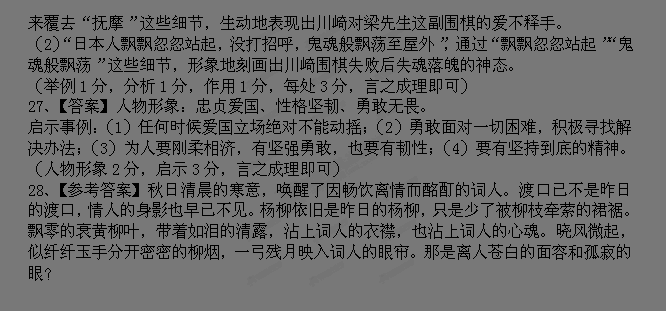 来覆去“抚摩”这些细节，生动地表现出川崎对梁先生这副围棋的爱不释手。
（2）“日本人飘飘忽忽站起，没打招呼，鬼魂般飘荡至屋外”，通过“飘飘忽忽站起”“鬼
魂般飘荡”这些细节，形象地刻画出川崎围棋失败后失魂落魄的神态。
（举例1分，分析1分，作用1分，每处3分，言之成理即可）
27、【答案】人物形象：忠贞爱国、性格坚韧、勇敢无畏。
启示事例：（1）任何时候爱国立场绝对不能动摇；（2）勇敢面对一切困难，积极寻找解
决办法；（3）为人要刚柔相济，有坚强勇敢，也要有韧性；（4）要有坚持到底的精神。
（人物形象2分，启示3分，言之成理即可）
28、【参考答案】秋日清晨的寒意，唤醒了因畅饮离情而酩酊的词人。渡口已不是昨日
的渡口，情人的身影也早已不见。杨柳依旧是昨日的杨柳，只是少了被柳枝牵萦的裙裾。
飘零的衰黄柳叶，带着如泪的清露，沾上词人的衣襟，也沾上词人的心魂。晓风微起，
似纤纤玉手分开密密的柳烟，一弓残月映入词人的眼帘。那是离人苍白的面容和孤寂的
眼？